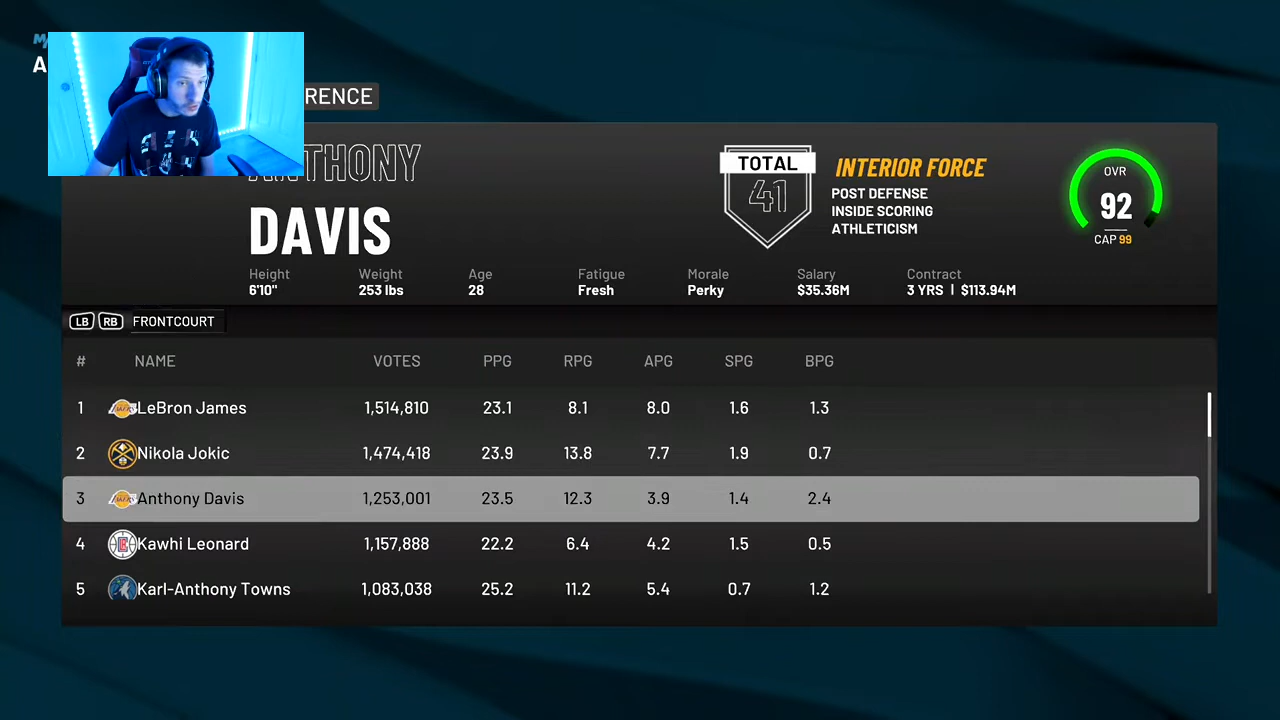 RENCE
ANTHONY
DAVIS
TOTAL
41
INTERIOR FORCE
POST DEFENSE
INSIDE SCORING
ATHLETICISM
OVR
92
CAP 99
Height Weight Age Fatigue Morale Salary Contract
6'10" 253 lbs 28 Fresh Perky $35.36M 3 YRS | $113.94M
LB RB FRONTCOURT
# NAME VOTES PPG RPG APG SPG BPG
1 LeBron James 1,514,810 23.1 8.1 8.0 1.6 1.3
2 Nikola Jokic 1,474,418 23.9 13.8 7.7 1.9 0.7
3 Anthony Davis 1,253,001 23.5 12.3 3.9 1.4 2.4
4 Kawhi Leonard 1,157,888 22.2 6.4 4.2 1.5 0.5
5 Karl-Anthony Towns 1,083,038 25.2 11.2 5.4 0.7 1.2